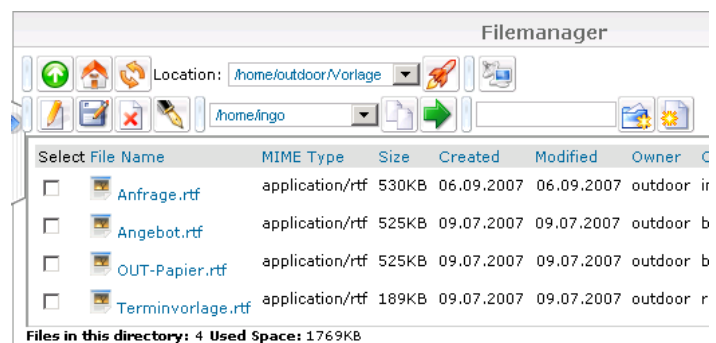 Filemanager
Location: /home/outdoor/Vorlage
/home/ingo
Select File Name MIME Type Size Created Modified Owner
Anfrage.rtf application/rtf 530KB 06.09.2007 06.09.2007 outdoor
Angebot.rtf application/rtf 525KB 09.07.2007 09.07.2007 outdoor
OUT-Papier.rtf application/rtf 525KB 09.07.2007 09.07.2007 outdoor
Terminvorlage.rtf application/rtf 189KB 09.07.2007 09.07.2007 outdoor
Files in this directory: 4 Used Space: 1769KB